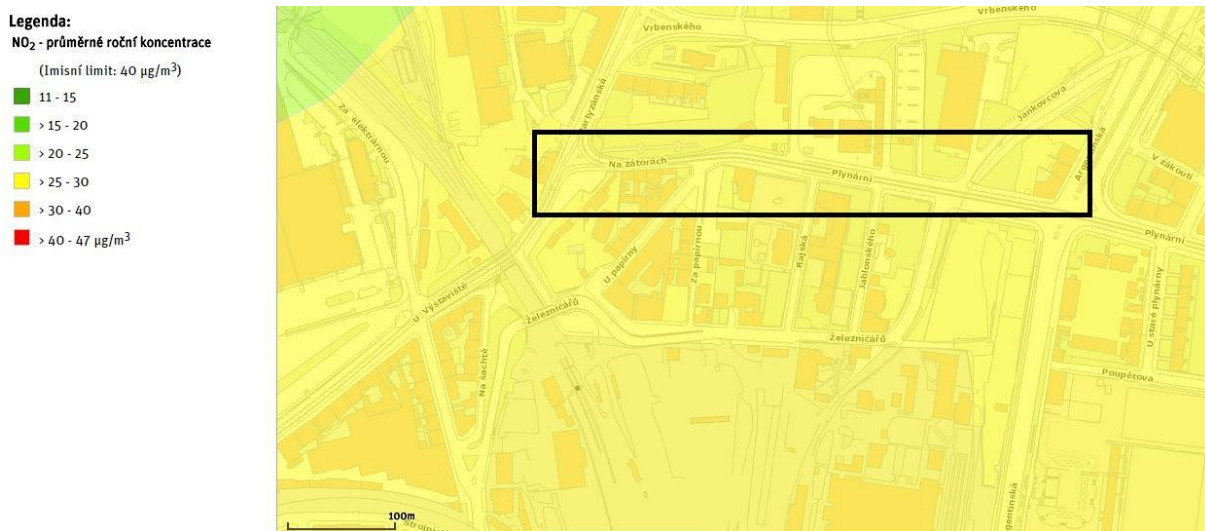 Legenda:
NO2 - průměrné roční koncentrace
(Imisní limit: 40 µg/m3)
11 - 15
> 15 - 20
> 20 - 25
> 25 - 30
> 30 - 40
> 40 - 47 µg/m3
Vrbenského
Vrbenského
Za elektrárnou
Partyzánská
Jankovcova
Argentinská
Na zátorách
Plynární
V zákoutí
Plynární
U papírny
Za papírnou
Rajská
Jablonského
U Výstaviště
Železničářů
Železničářů
U staré plynárny
Na šachtě
Poupětova
100m